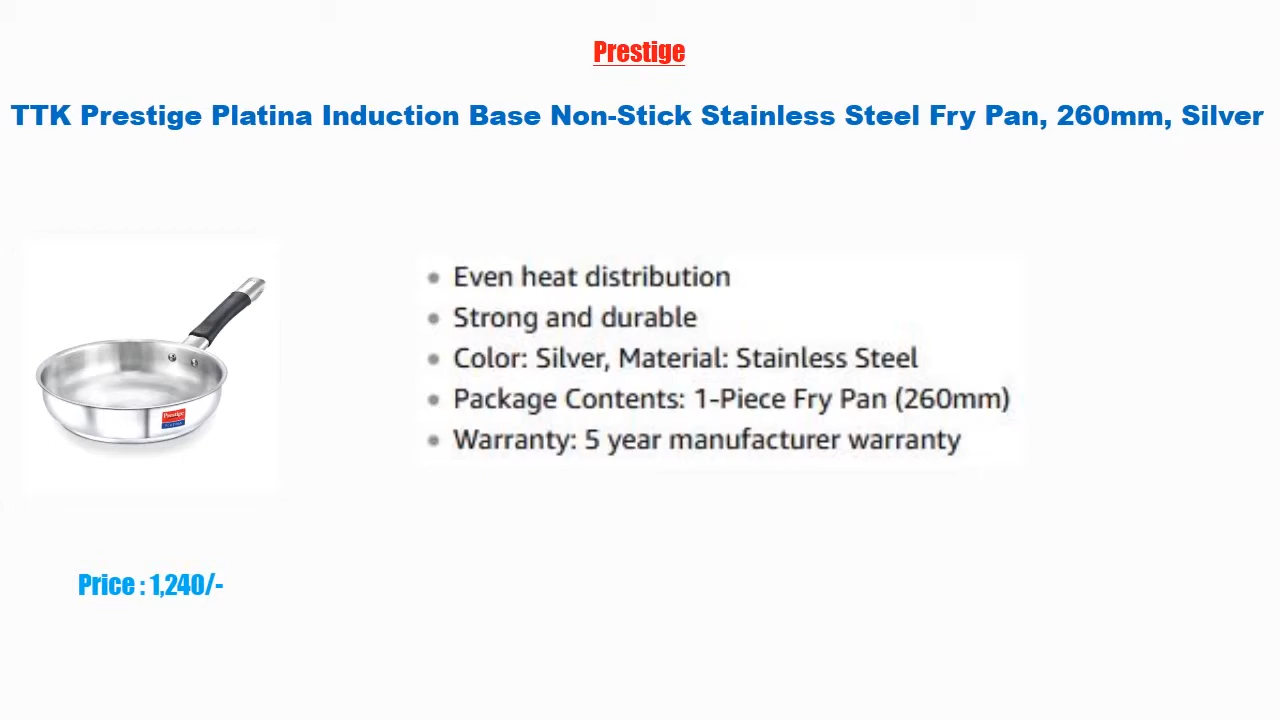 Prestige
TTK Prestige Platina Induction Base Non-Stick Stainless Steel Fry Pan, 260mm, Silver
Even heat distribution
Strong and durable
Color: Silver, Material: Stainless Steel
Package Contents: 1-Piece Fry Pan (260mm)
Warranty: 5 year manufacturer warranty
Prestige
PLATINA
Price : 1,240/-